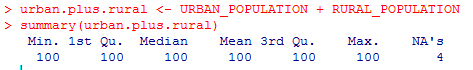 > urban.plus.rural <- URBAN_POPULATION + RURAL_POPULATION
> summary(urban.plus.rural)
Min. 1st Qu. Median Mean 3rd Qu. Max. NA's
100 100 100 100 100 100 4